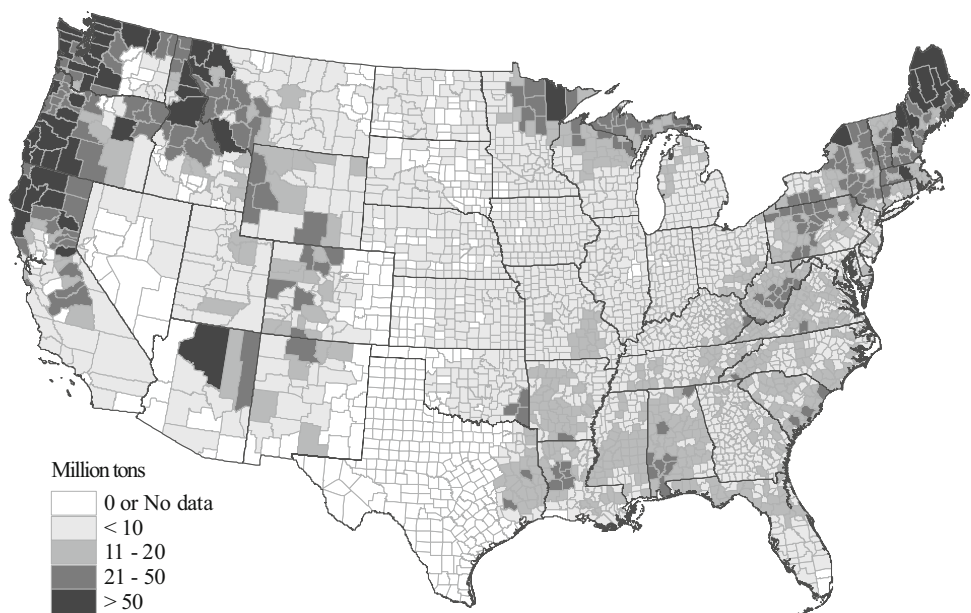 Million tons
0 or No data
< 10
11 - 20
21 - 50
> 50